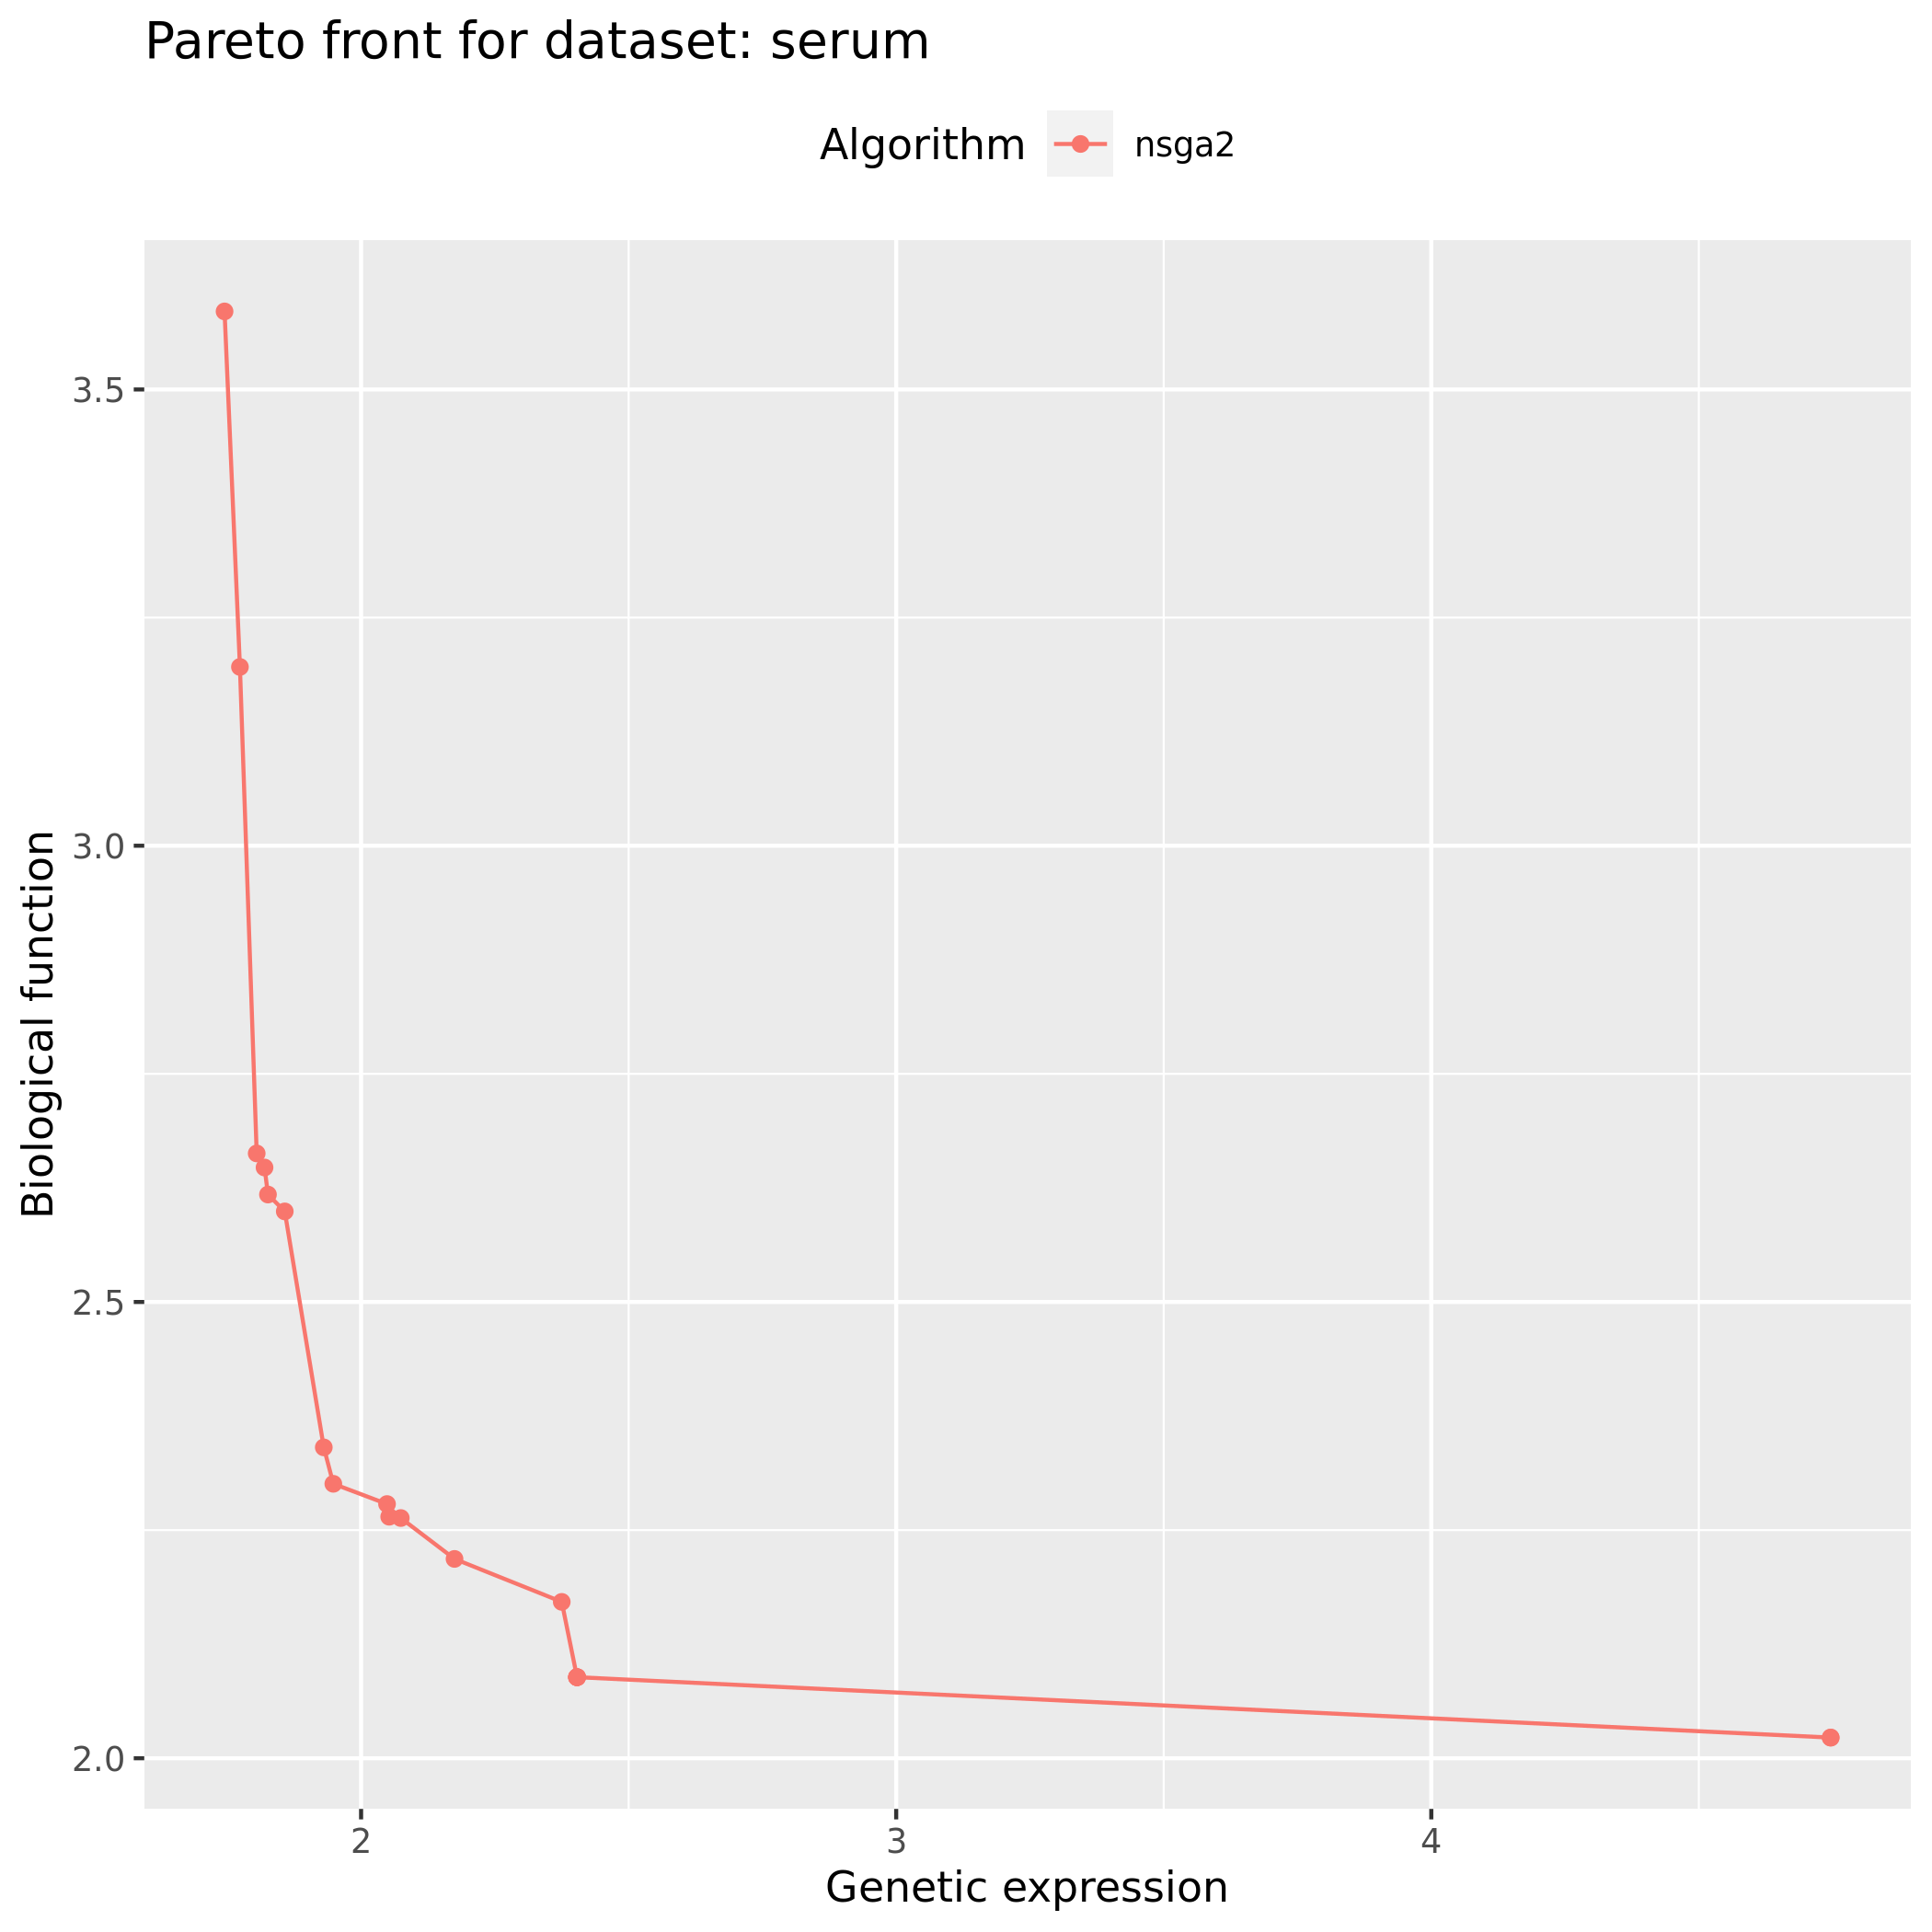 Pareto front for dataset: serum
Algorithm nsga2
Biological function
3.5
3.0
2.5
2.0
2 3 4
Genetic expression